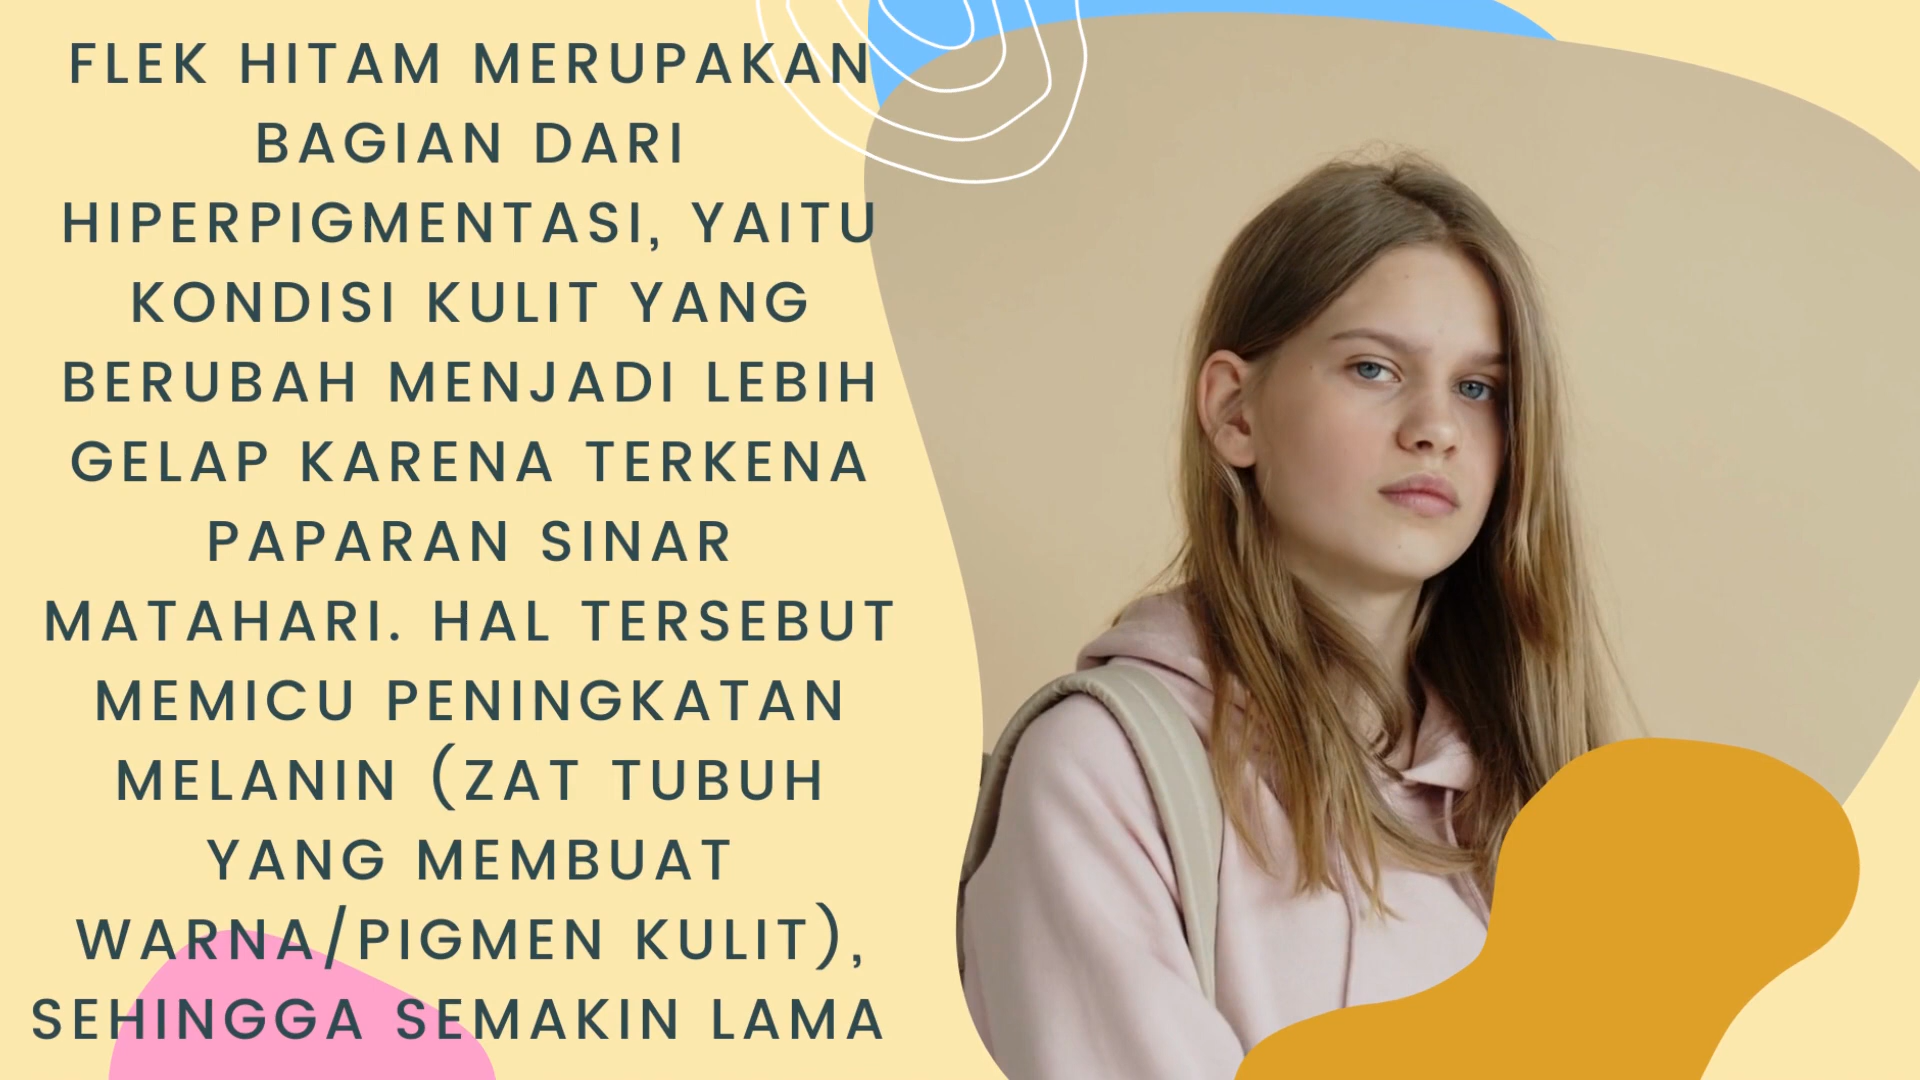 FLEK HITAM MERUPAKAN
BAGIAN DARI
HIPERPIGMENTASI, YAITU
KONDISI KULIT YANG
BERUBAH MENJADI LEBIH
GELAP KARENA TERKENA
PAPARAN SINAR
MATAHARI. HAL TERSEBUT
MEMICU PENINGKATAN
MELANIN (ZAT TUBUH
YANG MEMBUAT
WARNA/PIGMEN KULIT),
SEHINGGA SEMAKIN LAMA